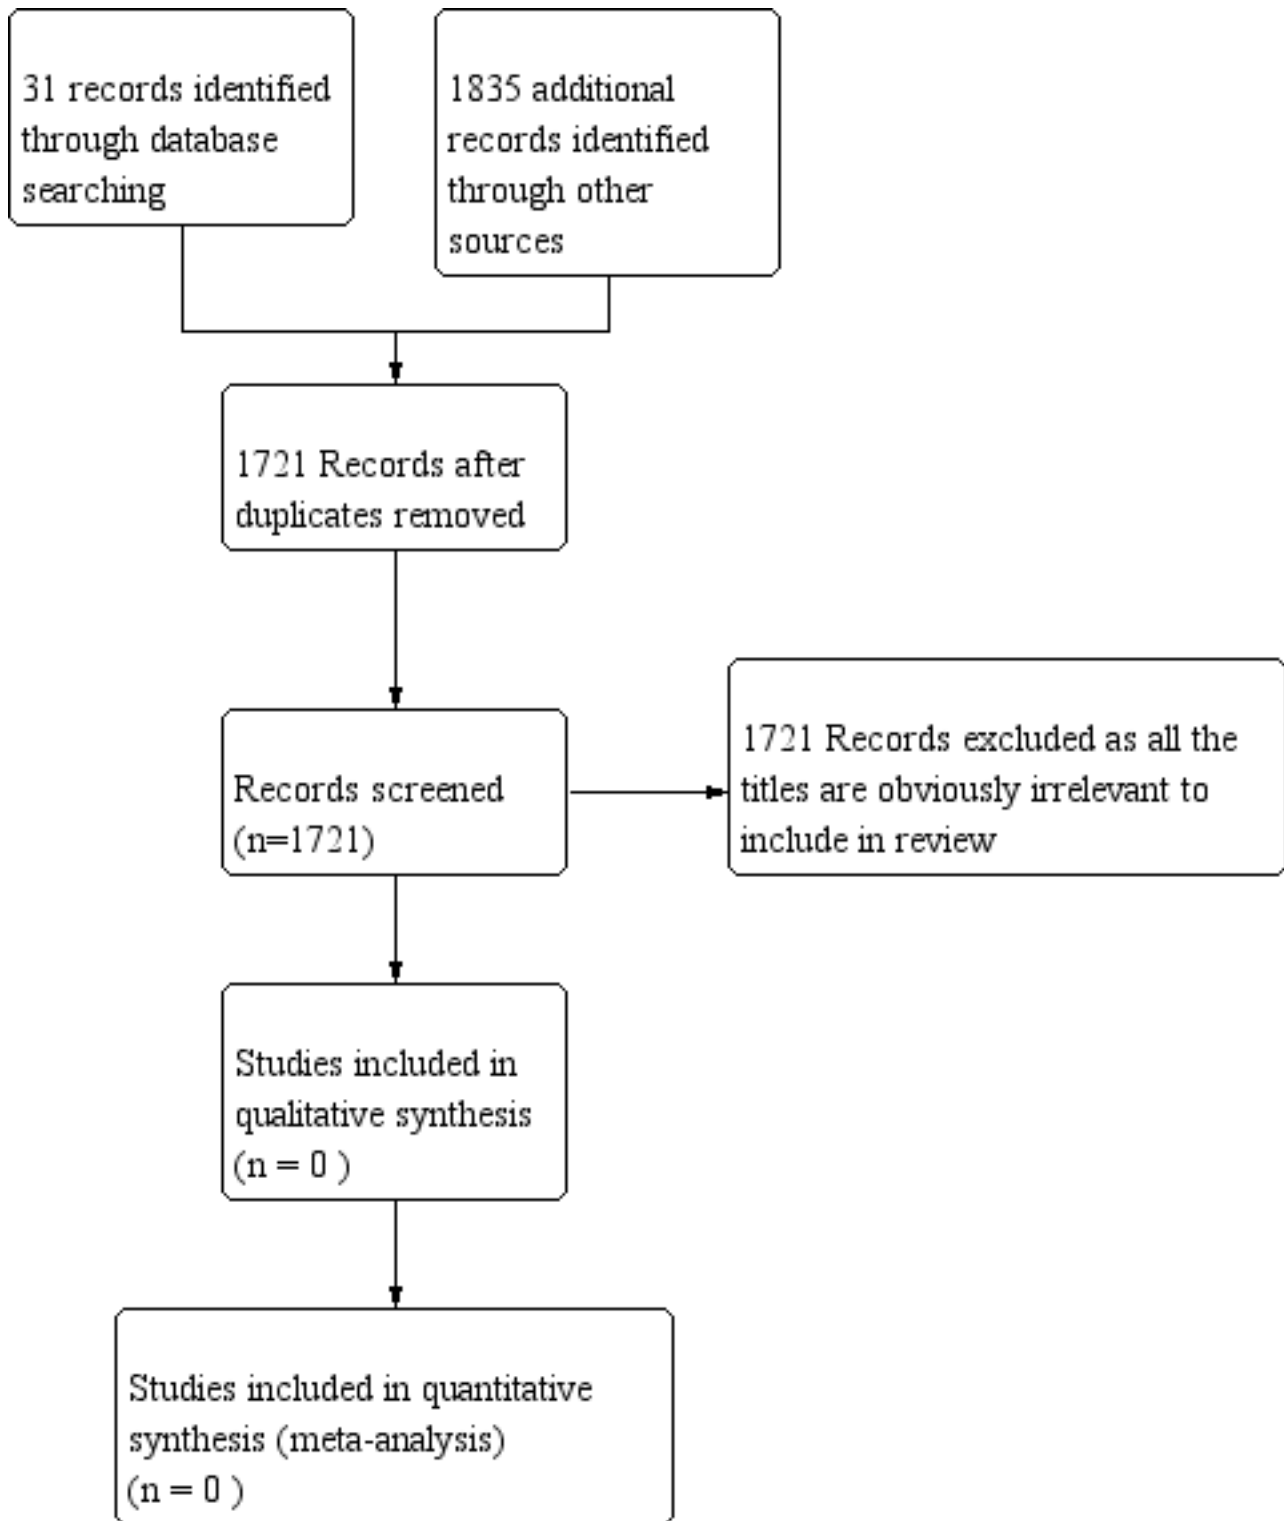 31 records identified
through database
searching
1835 additional
records identified
through other
sources
1721 Records after
duplicates removed
Records screened
(n=1721)
1721 Records excluded as all the
titles are obviously irrelevant to
include in review
Studies included in
qualitative synthesis
(n = 0 )
Studies included in quantitative
synthesis (meta-analysis)
(n = 0 )